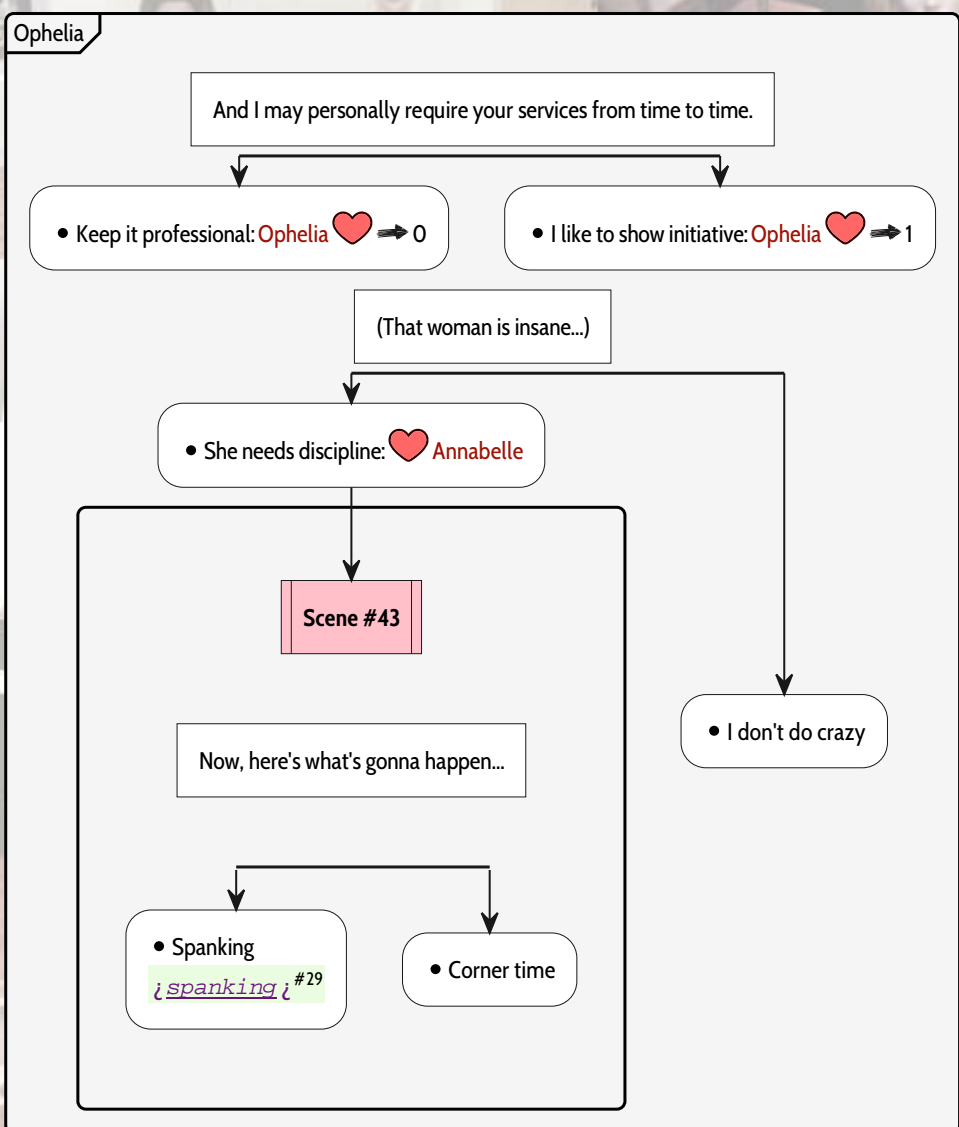 Ophelia
And I may personally require your services from time to time.
• Keep it professional: Ophelia ❤ ➡ 0
• I like to show initiative: Ophelia ❤ ➡ 1
(That woman is insane...)
• She needs discipline: ❤ Annabelle
Scene #43
• I don't do crazy
Now, here's what's gonna happen...
• Spanking
¿spanking¿ #29
• Corner time